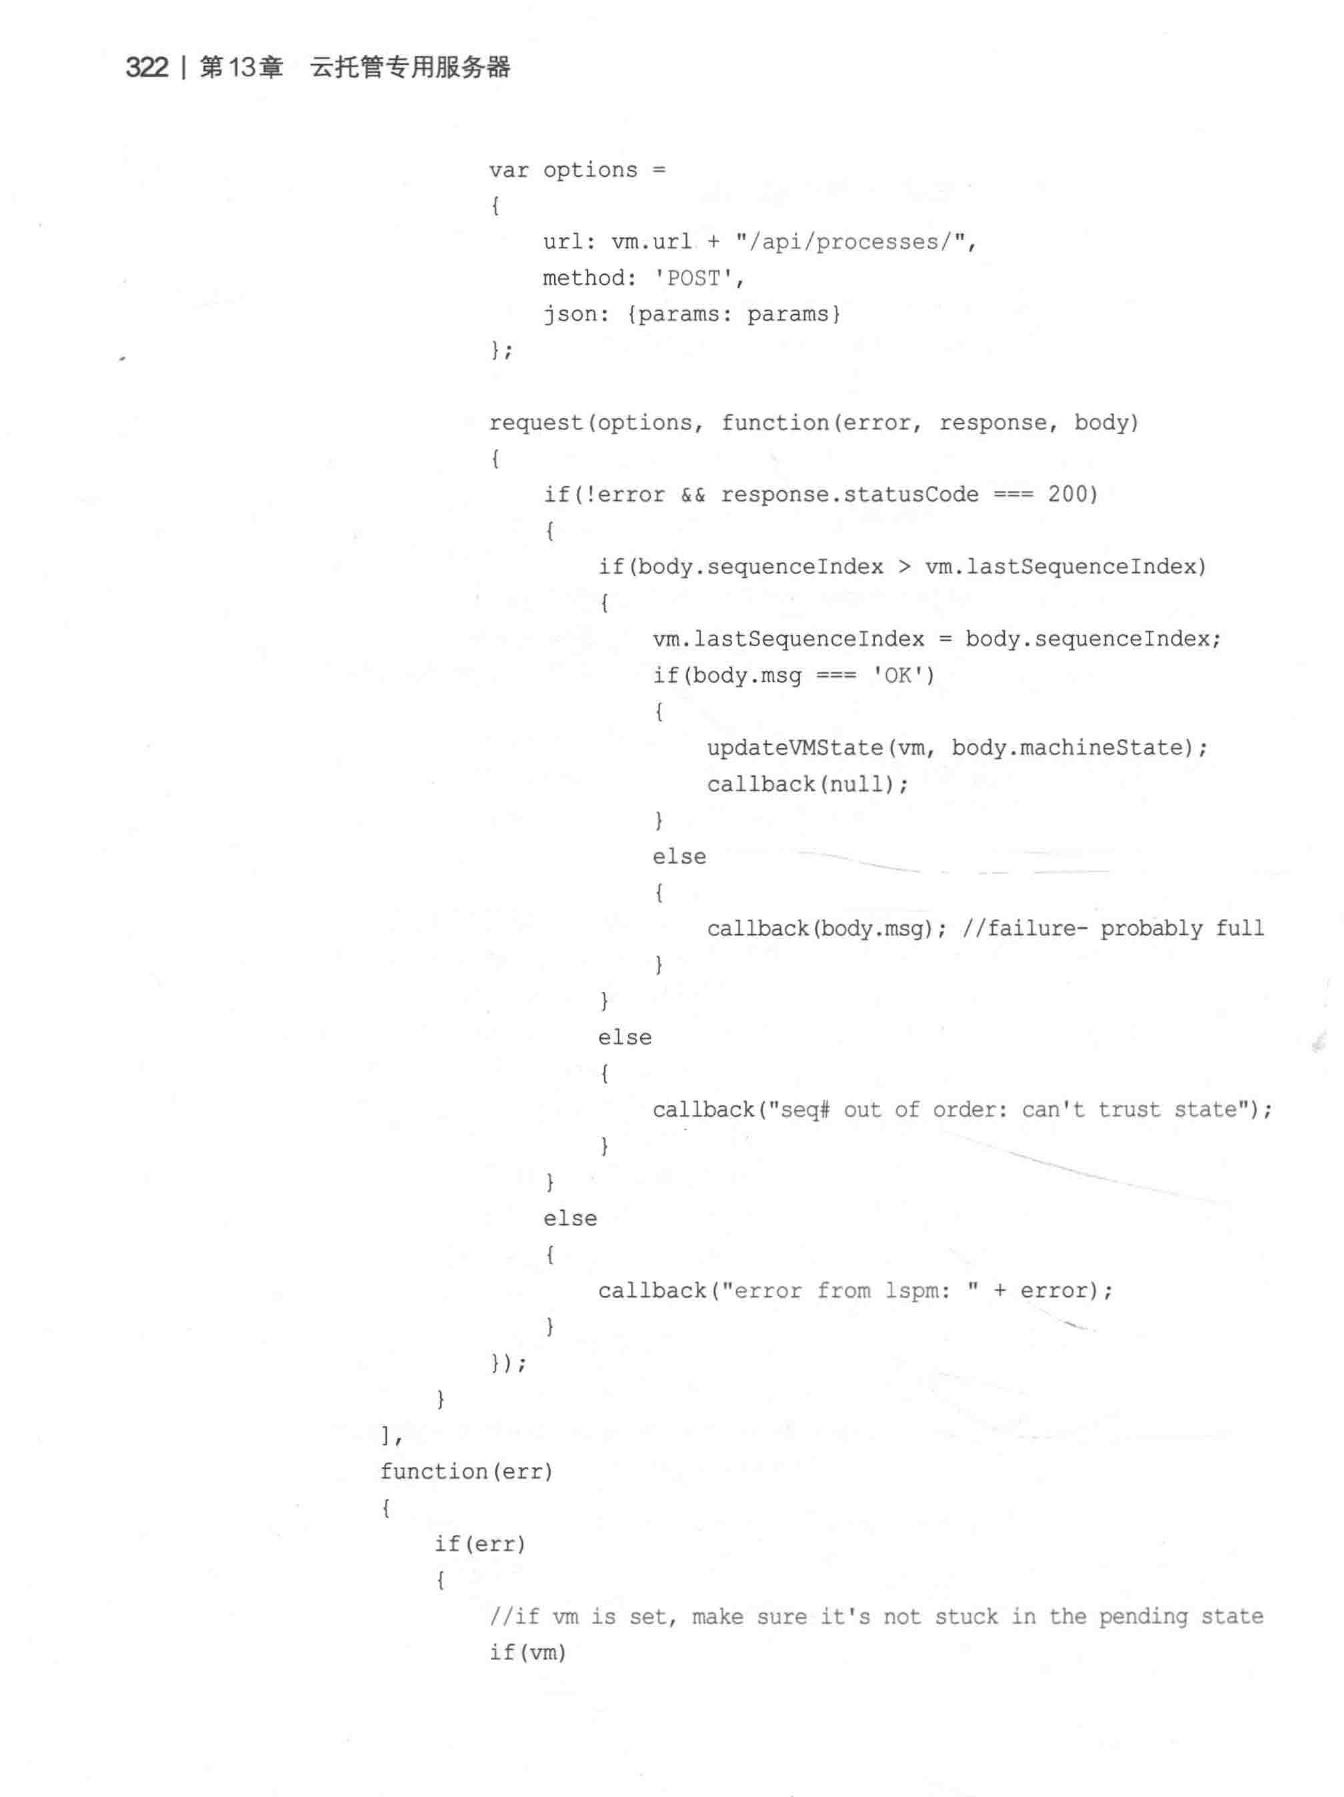 322 | 第13章 云托管专用服务器
var options =
{
url: vm.url + "/api/processes/",
method: 'POST',
json: {params: params}
};
request(options, function(error, response, body)
{
if(!error && response.statusCode === 200)
{
if(body.sequenceIndex > vm.lastSequenceIndex)
{
vm.lastSequenceIndex = body.sequenceIndex;
if(body.msg === 'OK')
{
updateVMState(vm, body.machineState);
callback(null);
}
else
{
callback(body.msg); //failure- probably full
}
}
else
{
callback("seq# out of order: can't trust state");
}
}
else
{
callback("error from lspm: " + error);
}
});
}
],
function(err)
{
if(err)
{
//if vm is set, make sure it's not stuck in the pending state
if(vm)